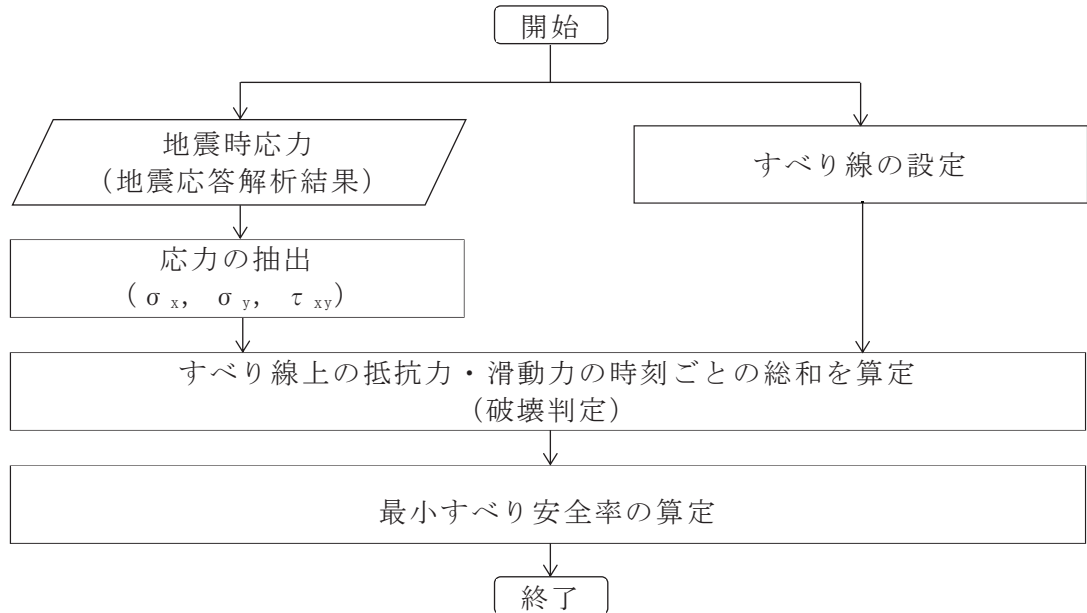 開始
地震時応力
（地震応答解析結果）
すべり線の設定
応力の抽出
（σx, σy, τxy）
すべり線上の抵抗力・滑動力の時刻ごとの総和を算定
（破壊判定）
最小すべり安全率の算定
終了